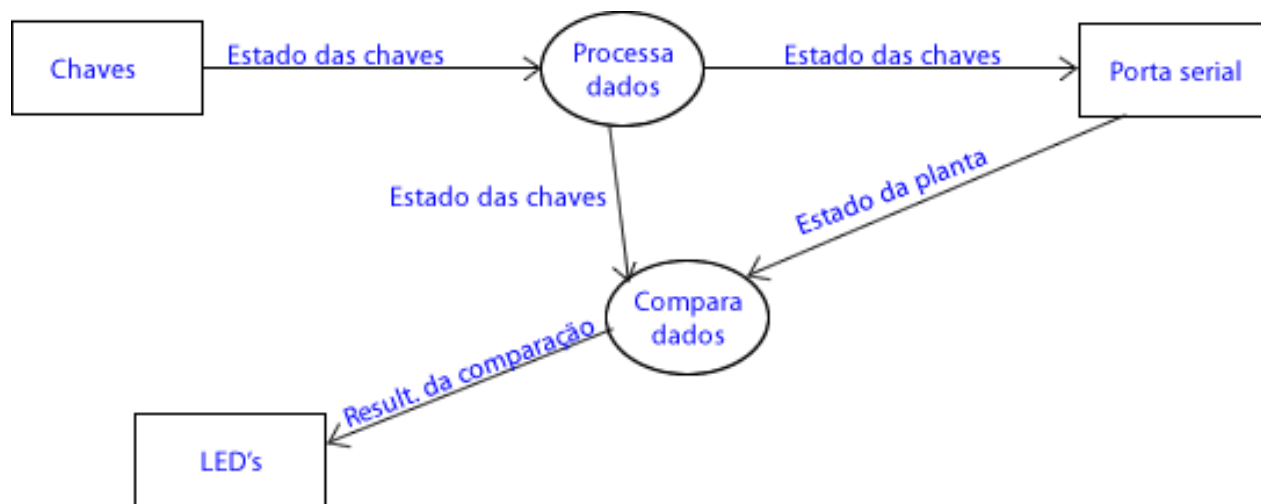 Chaves
Estado das chaves
Processa
dados
Estado das chaves
Porta serial
Estado das chaves
Estado da planta
Compara
dados
Result. da comparação
LED's